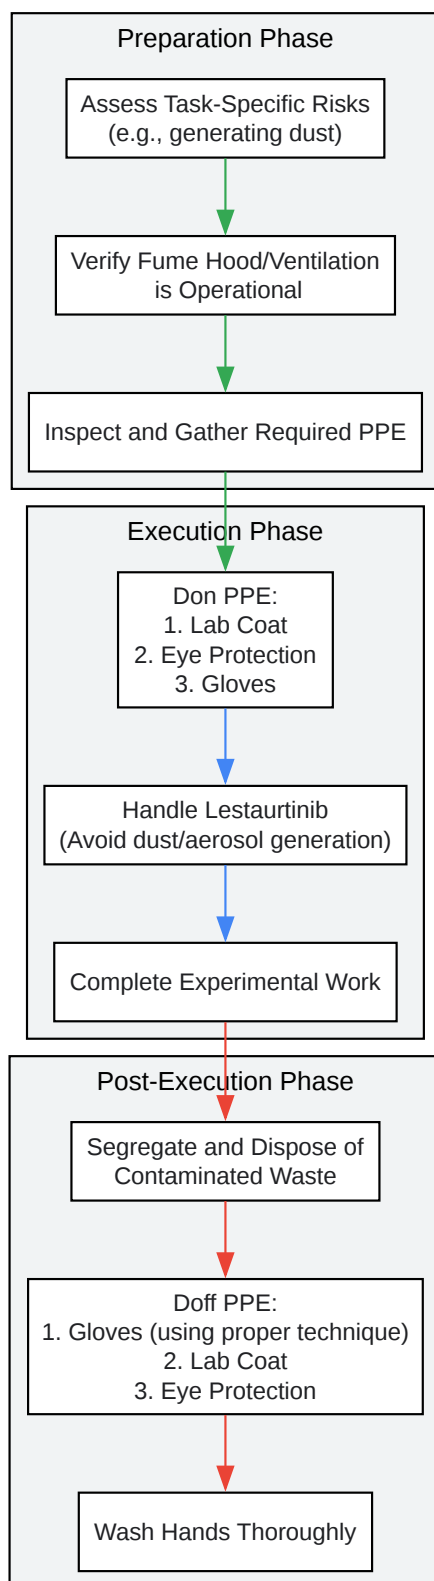 Preparation Phase
Assess Task-Specific Risks
(e.g., generating dust)
Verify Fume Hood/Ventilation
is Operational
Inspect and Gather Required PPE
Execution Phase
Don PPE:
1. Lab Coat
2. Eye Protection
3. Gloves
Handle Lestaurtinib
(Avoid dust/aerosol generation)
Complete Experimental Work
Post-Execution Phase
Segregate and Dispose of
Contaminated Waste
Doff PPE:
1. Gloves (using proper technique)
2. Lab Coat
3. Eye Protection
Wash Hands Thoroughly